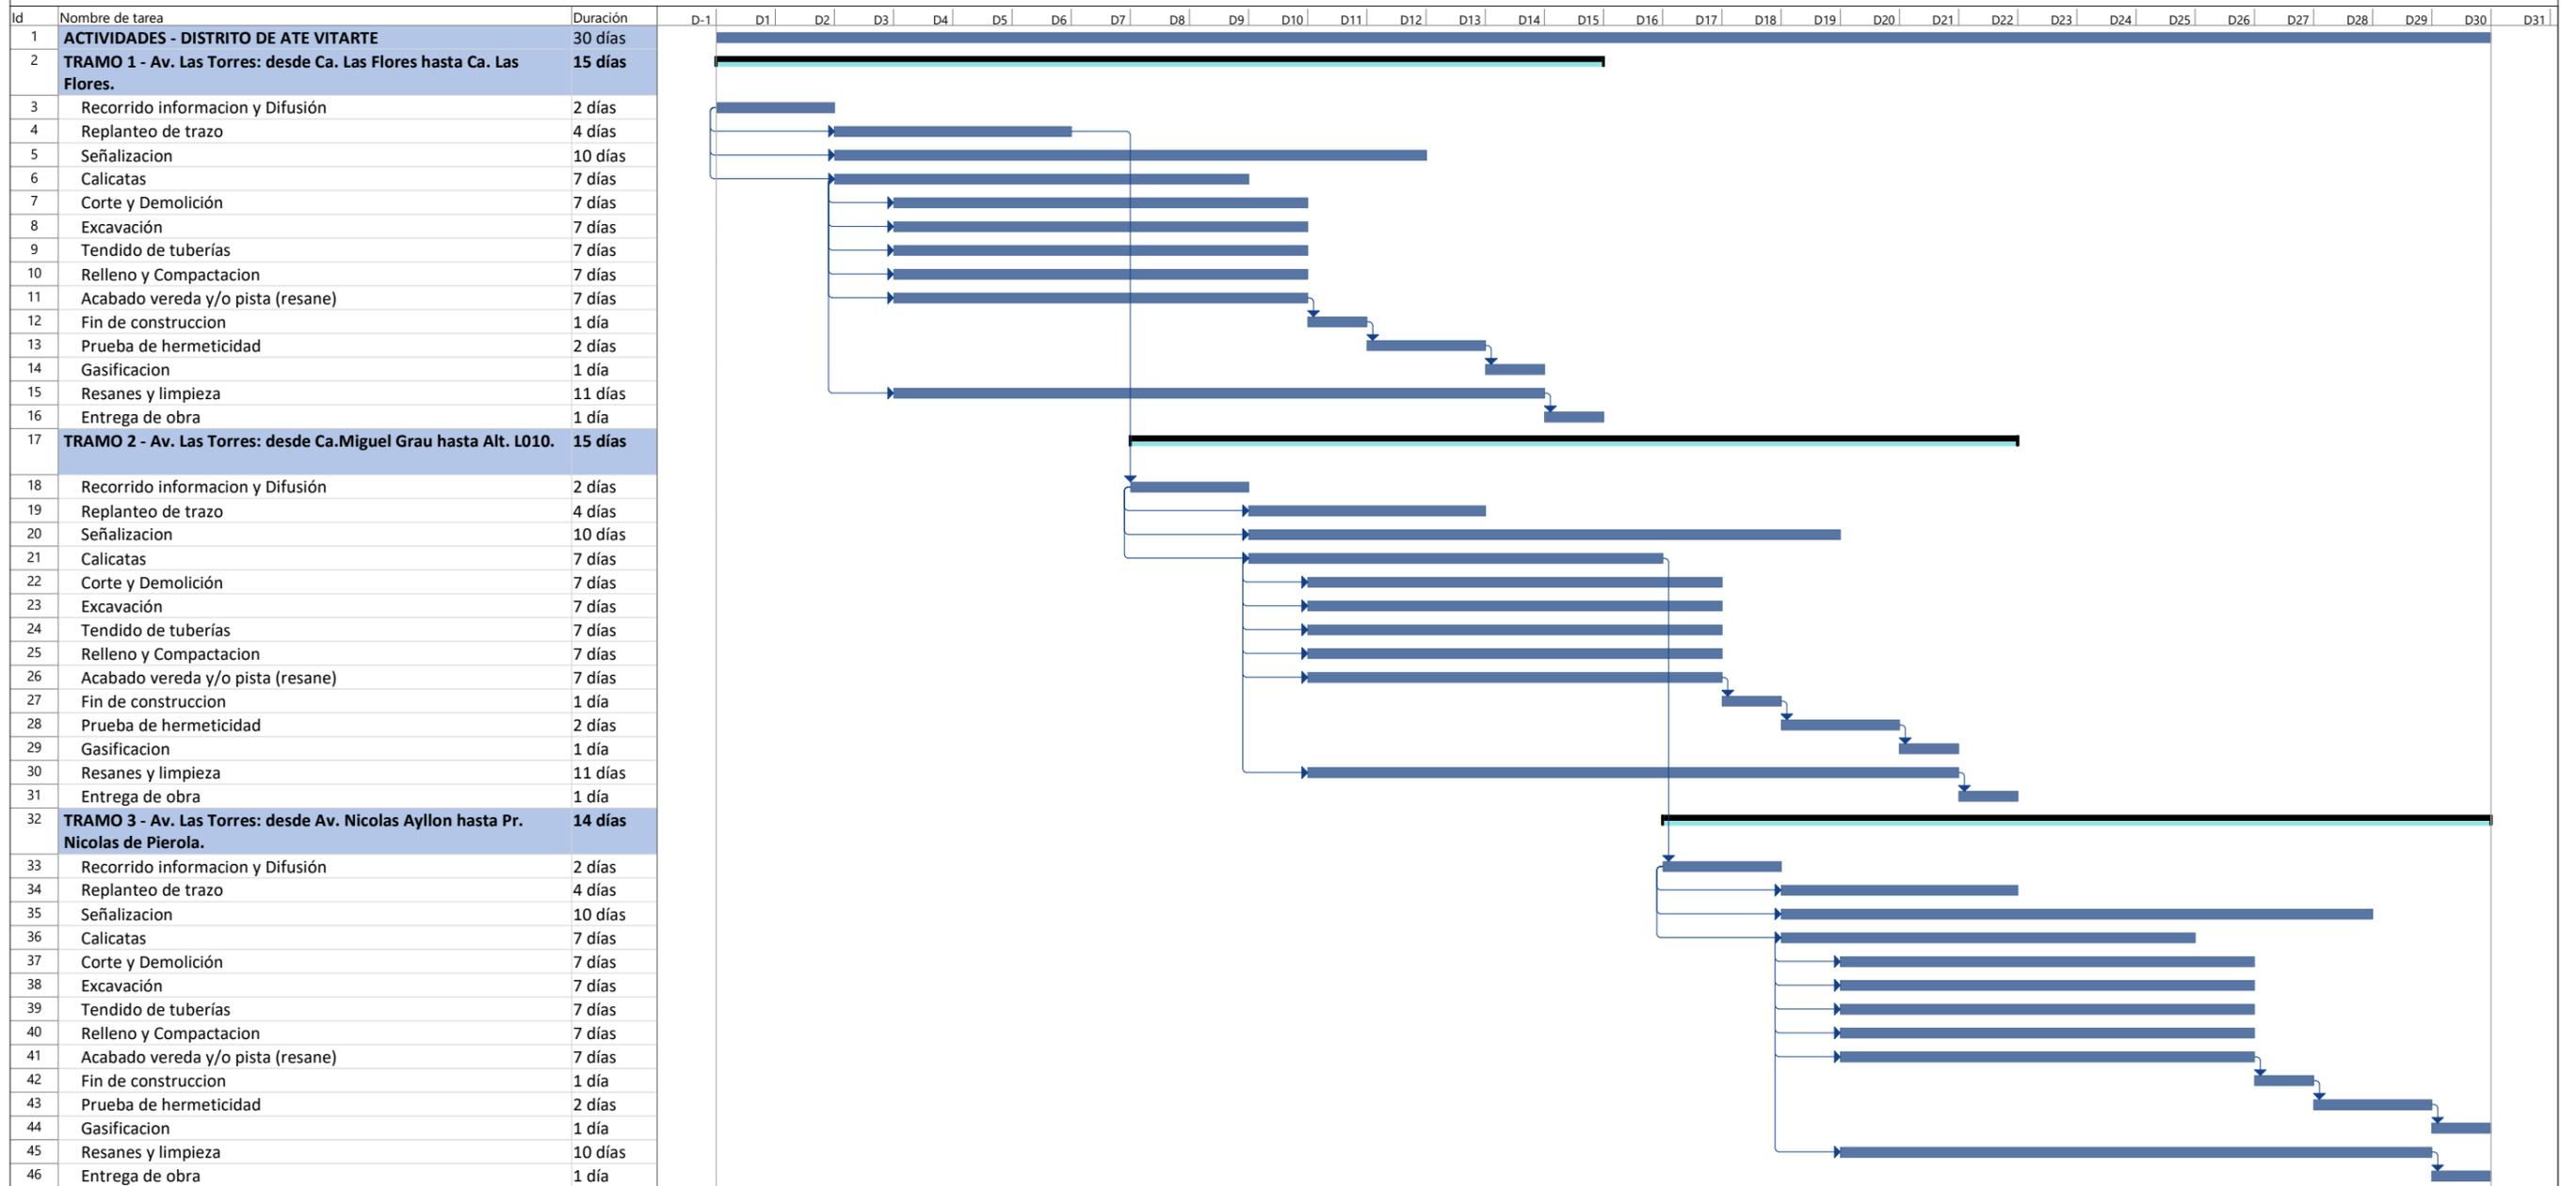 Id Nombre de tarea Duración D-1 D1 D2 D3 D4 D5 D6 D7 D8 D9 D10 D11 D12 D13 D14 D15 D16 D17 D18 D19 D20 D21 D22 D23 D24 D25 D26 D27 D28 D29 D30 D31
1 ACTIVIDADES - DISTRITO DE ATE VITARTE 30 días
2 TRAMO 1 - Av. Las Torres: desde Ca. Las Flores hasta Ca. Las 15 días
Flores.
3 Recorrido informacion y Difusión 2 días
4 Replanteo de trazo 4 días
5 Señalizacion 10 días
6 Calicatas 7 días
7 Corte y Demolición 7 días
8 Excavación 7 días
9 Tendido de tuberías 7 días
10 Relleno y Compactacion 7 días
11 Acabado vereda y/o pista (resane) 7 días
12 Fin de construccion 1 día
13 Prueba de hermeticidad 2 días
14 Gasificacion 1 día
15 Resanes y limpieza 11 días
16 Entrega de obra 1 día
17 TRAMO 2 - Av. Las Torres: desde Ca.Miguel Grau hasta Alt. L010. 15 días
18 Recorrido informacion y Difusión 2 días
19 Replanteo de trazo 4 días
20 Señalizacion 10 días
21 Calicatas 7 días
22 Corte y Demolición 7 días
23 Excavación 7 días
24 Tendido de tuberías 7 días
25 Relleno y Compactacion 7 días
26 Acabado vereda y/o pista (resane) 7 días
27 Fin de construccion 1 día
28 Prueba de hermeticidad 2 días
29 Gasificacion 1 día
30 Resanes y limpieza 11 días
31 Entrega de obra 1 día
32 TRAMO 3 - Av. Las Torres: desde Av. Nicolas Ayllon hasta Pr. 14 días
Nicolas de Pierola.
33 Recorrido informacion y Difusión 2 días
34 Replanteo de trazo 4 días
35 Señalizacion 10 días
36 Calicatas 7 días
37 Corte y Demolición 7 días
38 Excavación 7 días
39 Tendido de tuberías 7 días
40 Relleno y Compactacion 7 días
41 Acabado vereda y/o pista (resane) 7 días
42 Fin de construccion 1 día
43 Prueba de hermeticidad 2 días
44 Gasificacion 1 día
45 Resanes y limpieza 10 días
46 Entrega de obra 1 día